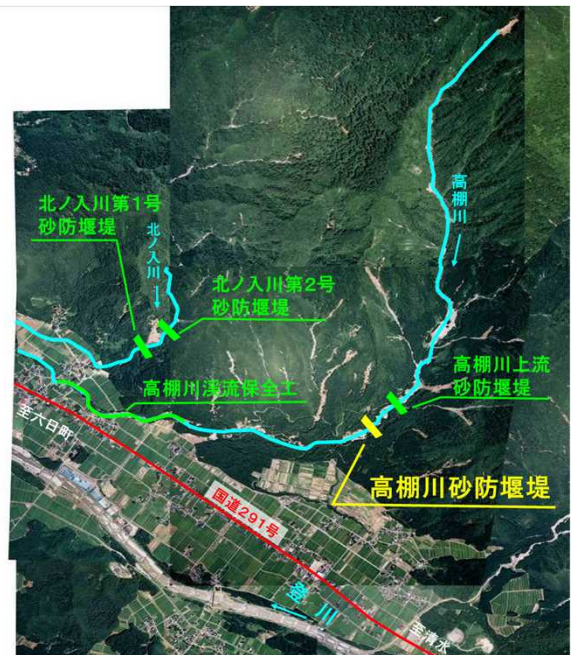 高棚川
北ノ入川第1号
砂防堰堤
北ノ入川
北ノ入川第2号
砂防堰堤
高棚川上流
砂防堰堤
高棚川渓流保全工
至六日町
高棚川砂防堰堤
国道291号
登川
至清水